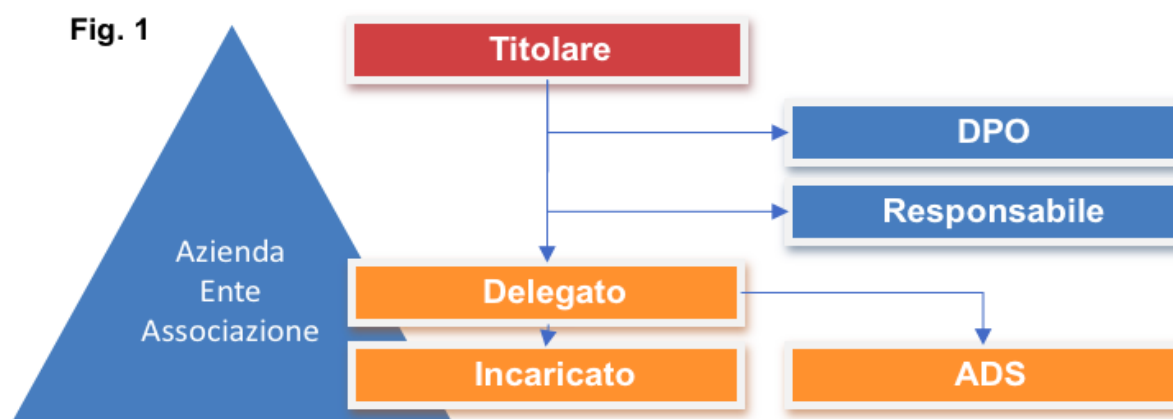 Fig. 1
Titolare
DPO
Responsabile
Azienda
Ente
Associazione
Delegato
Incaricato
ADS